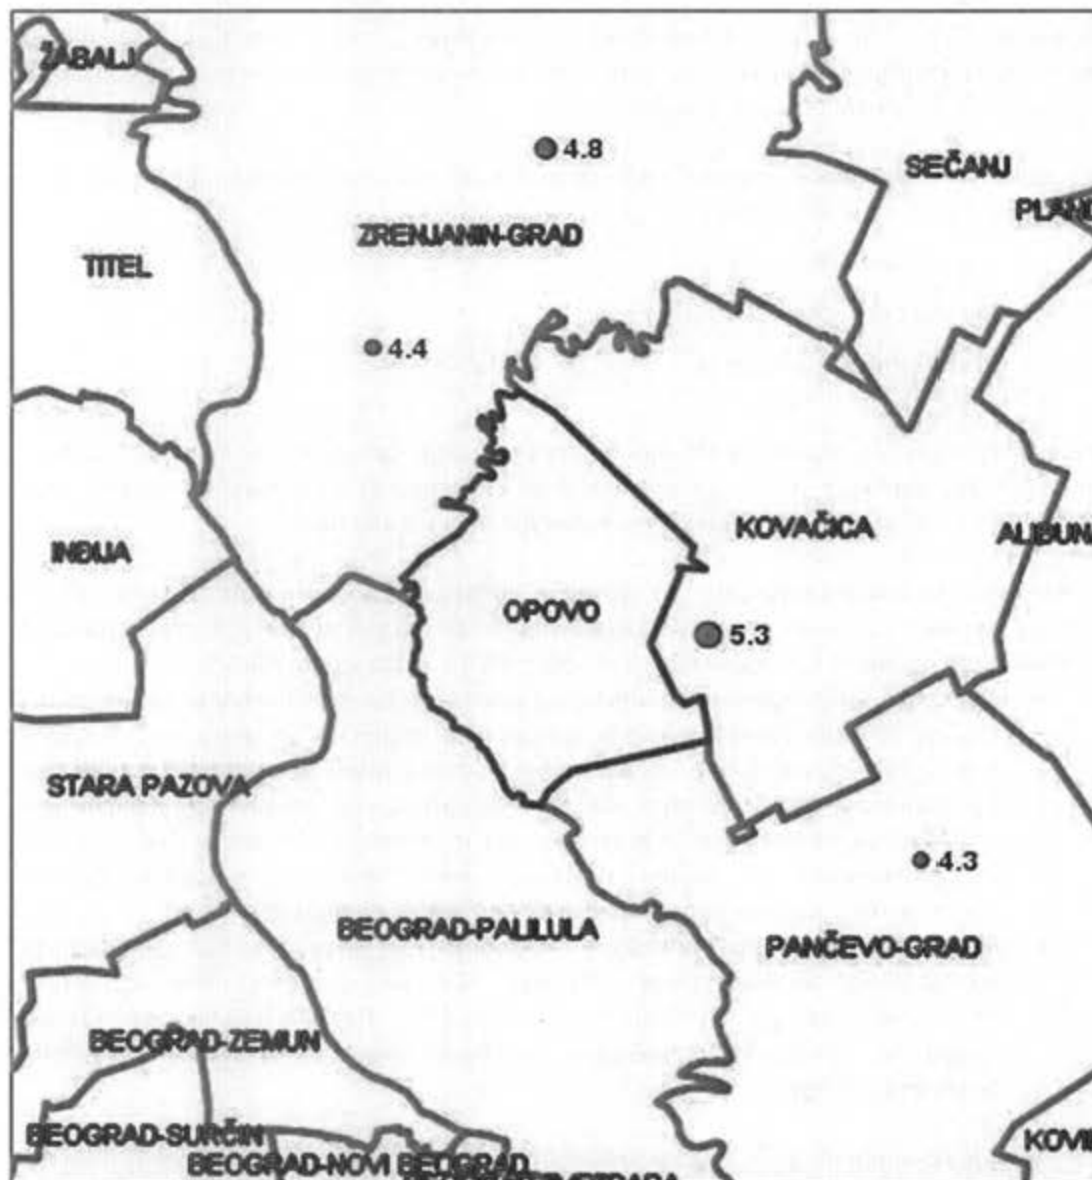 ŽABALJ
4.8
SEČANJ
ZRENJANIN-GRAD
TITEL
4.4
KOVAČICA
INĐIJA
OPOVO
5.3
STARA PAZOVA
4.3
BEOGRAD-PALILULA
PANČEVO-GRAD
BEOGRAD-ZEMUN
BEOGRAD-SURČIN
BEOGRAD-NOVI BEOGRAD